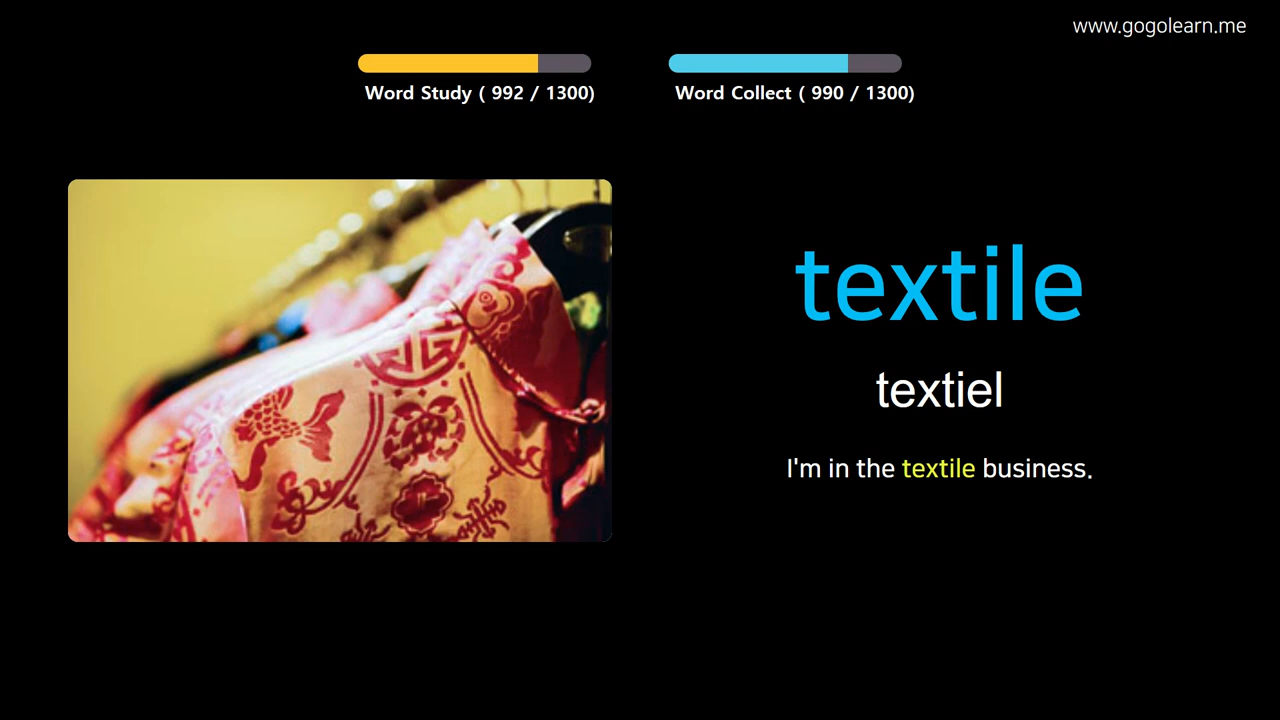 www.gogolearn.me
Word Study ( 992 / 1300)
Word Collect ( 990 / 1300)
textile
textiel
I'm in the textile business.